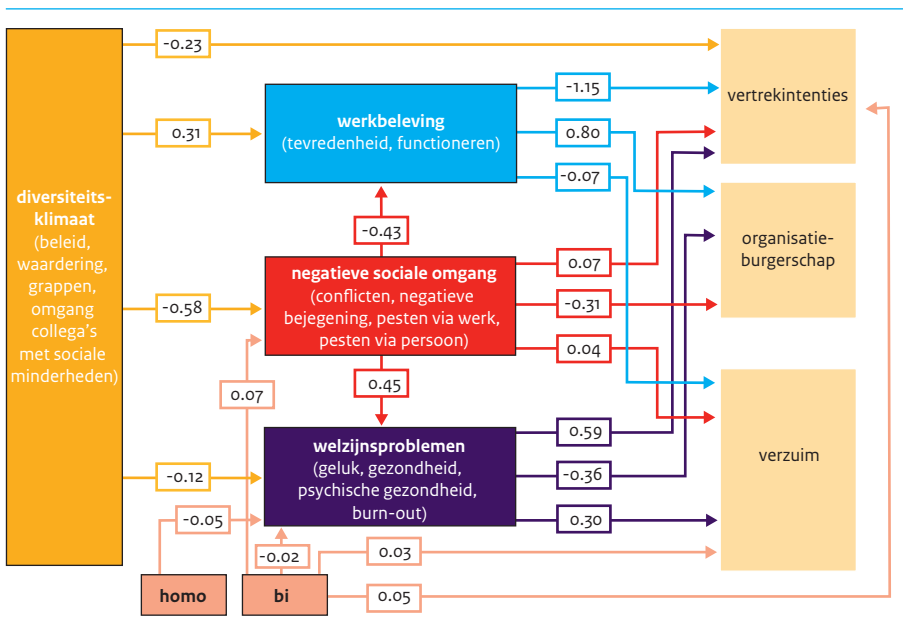 -0.23
vertrekintenties
-1.15
werkbeleving
(tevredenheid, functioneren)
0.31
0.80
-0.07
diversiteits-
klimaat
(beleid,
waardering,
grappen,
omgang
collega's
met sociale
minderheden)
-0.43
organisatie-
burgerschap
negatieve sociale omgang
(conflicten, negatieve
bejegening, pesten via werk,
pesten via persoon)
0.07
-0.58
-0.31
0.04
0.07
0.45
welzijnsproblemen
(geluk, gezondheid,
psychische gezondheid,
burn-out)
0.59
verzuim
-0.12
-0.36
-0.05
0.30
-0.02
0.03
homo
bi
0.05